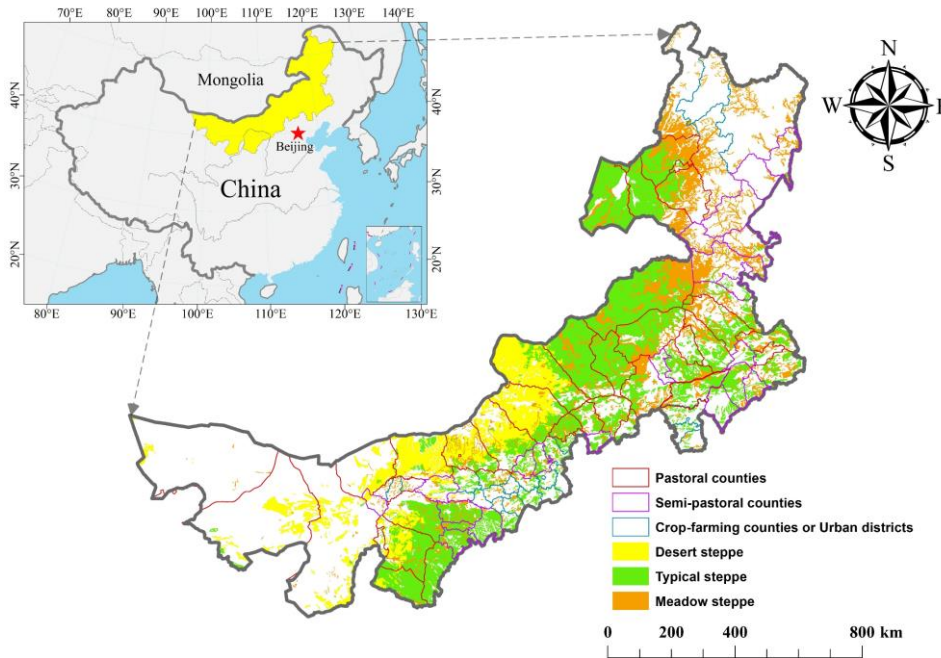 70°E 80°E 90°E 100°E 110°E 120°E 130°E 140°E
40°N
30°N
20°N
40°N
30°N
20°N
Mongolia
Beijing
China
80°E 90°E 100°E 110°E 120°E 130°E
N
W
S
Pastoral counties
Semi-pastoral counties
Crop-farming counties or Urban districts
Desert steppe
Typical steppe
Meadow steppe
0 200 400 800 km